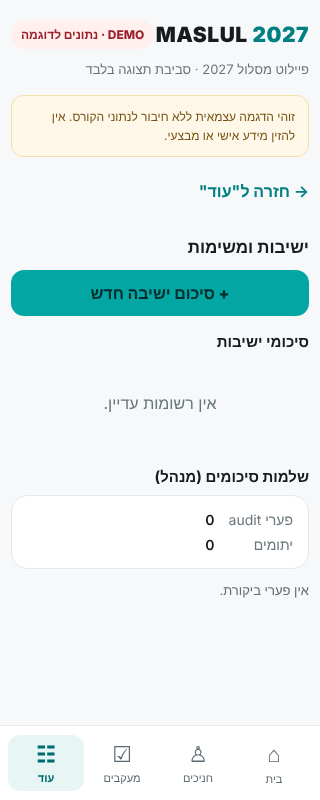 MASLUL 2027
DEMO · נתונים לדוגמה
פיילוט מסלול 2027 · סביבת תצוגה בלבד
זוהי הדגמה עצמאית ללא חיבור לנתוני הקורס. אין
להזין מידע אישי או מבצעי.
→ חזרה ל"עוד"
ישיבות ומשימות
+ סיכום ישיבה חדש
סיכומי ישיבות
אין רשומות עדיין.
שלמות סיכומים (מנהל)
פערי audit 0
יתומים 0
אין פערי ביקורת.
בית
חניכים
מעקבים
עוד